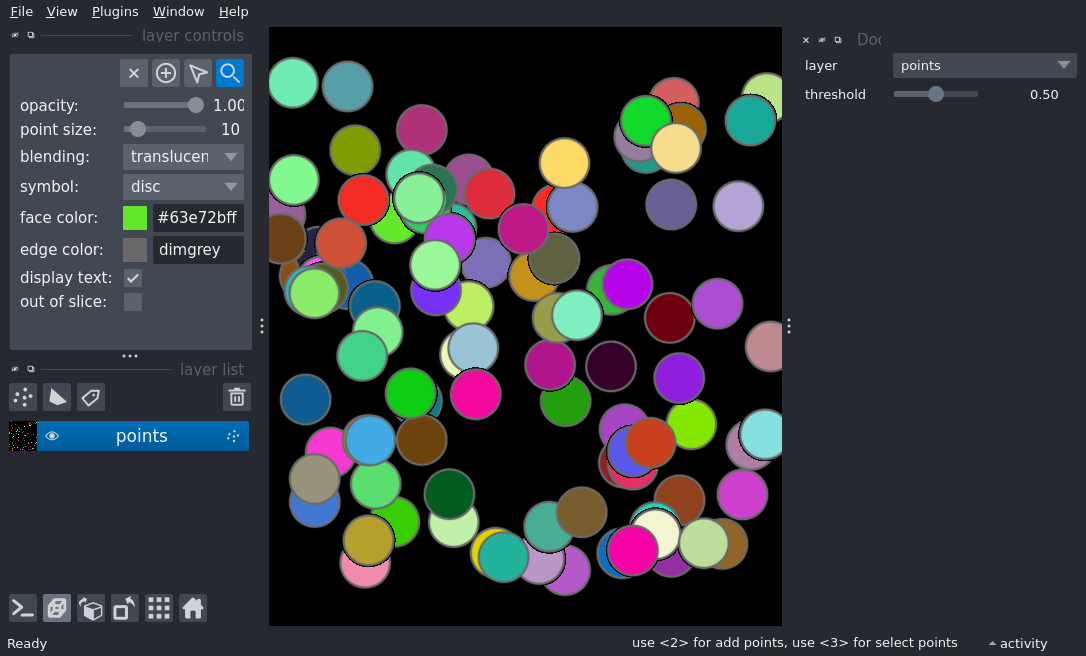 File View Plugins Window Help
layer controls
opacity: 1.00
point size: 10
blending: translucen
symbol: disc
face color: #63e72bff
edge color: dimgrey
display text:
out of slice:
layer list
points
Ready
layer points
threshold 0.50
use <2> for add points, use <3> for select points
activity